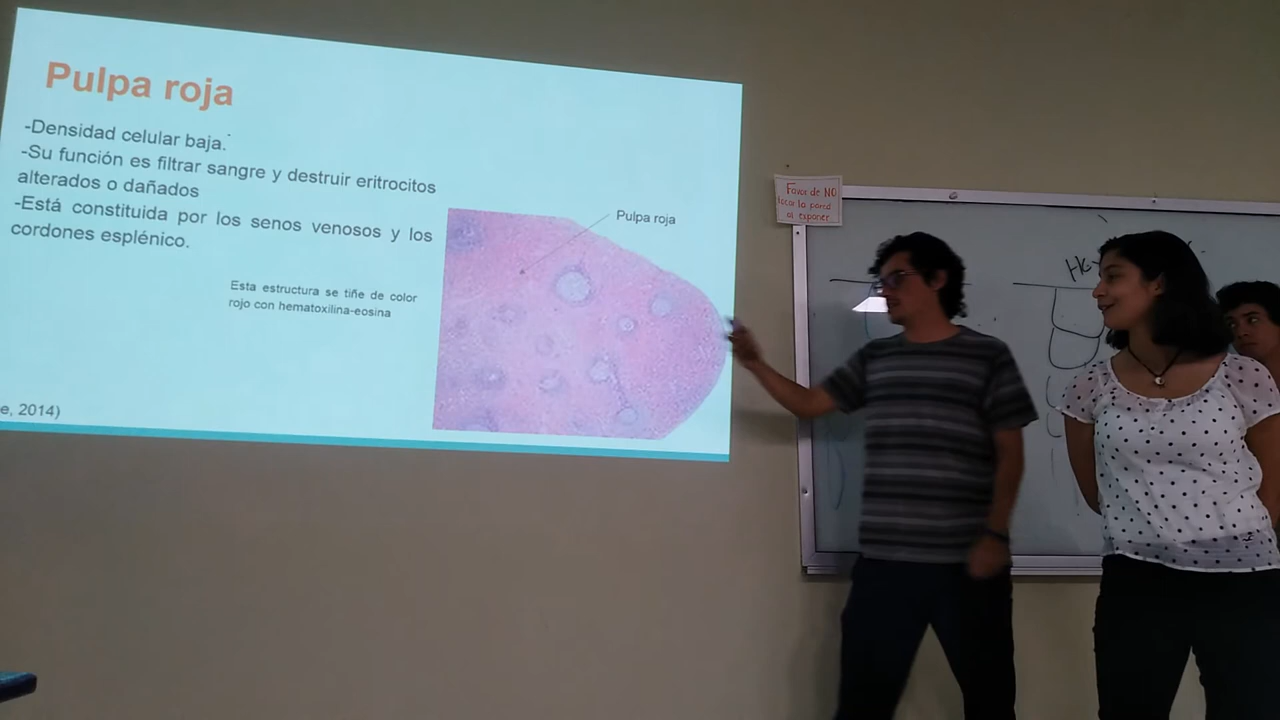 Pulpa roja
-Densidad celular baja.
-Su función es filtrar sangre y destruir eritrocitos
alterados o dañados
-Está constituida por los senos venosos y los
cordones esplénico.
Pulpa roja
Esta estructura se tiñe de color
rojo con hematoxilina-eosina
e, 2014)
Favor de NO
tocar la pared
al exponer